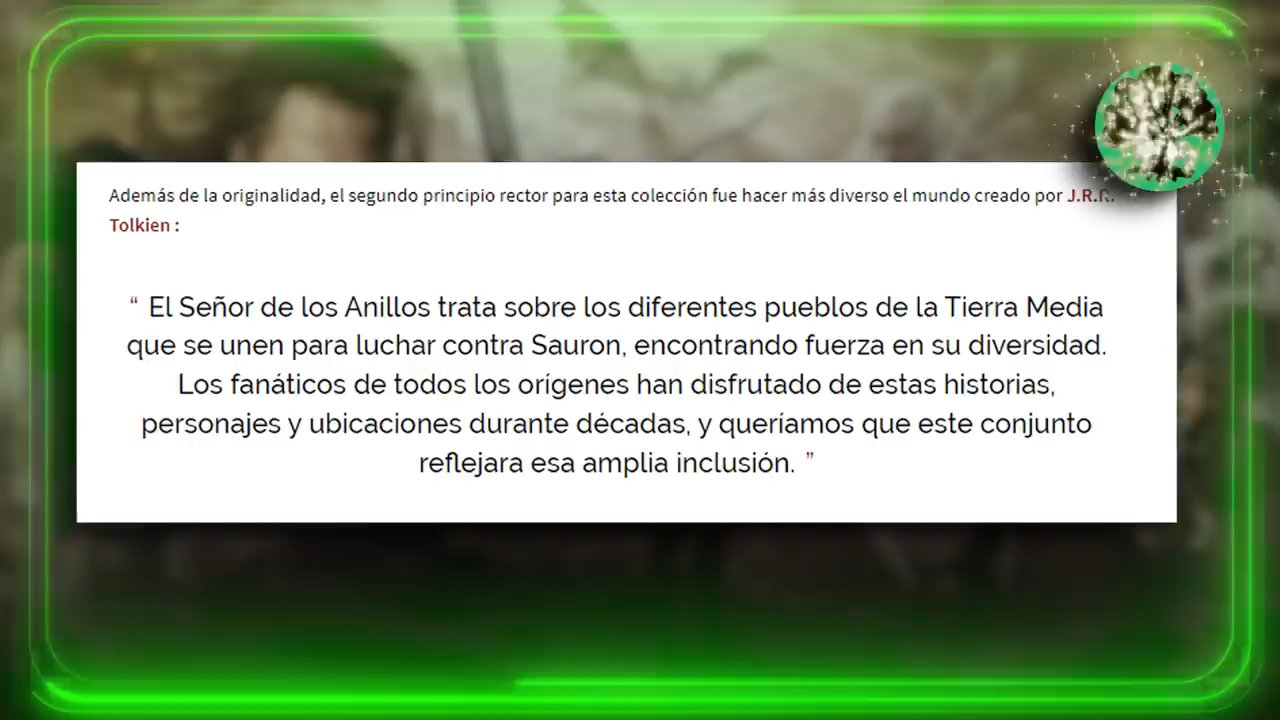 Además de la originalidad, el segundo principio rector para esta colección fue hacer más diverso el mundo creado por J.R.R.
Tolkien :
“ El Señor de los Anillos trata sobre los diferentes pueblos de la Tierra Media
que se unen para luchar contra Sauron, encontrando fuerza en su diversidad.
Los fanáticos de todos los orígenes han disfrutado de estas historias,
personajes y ubicaciones durante décadas, y queríamos que este conjunto
reflejara esa amplia inclusión. ”